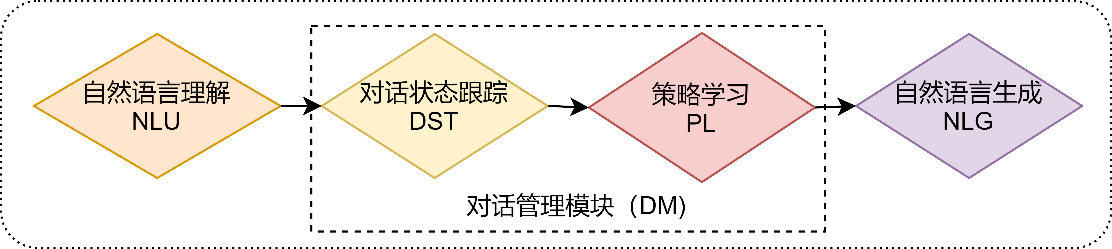 自然语言理解
NLU
对话状态跟踪
DST
策略学习
PL
自然语言生成
NLG
对话管理模块（DM）